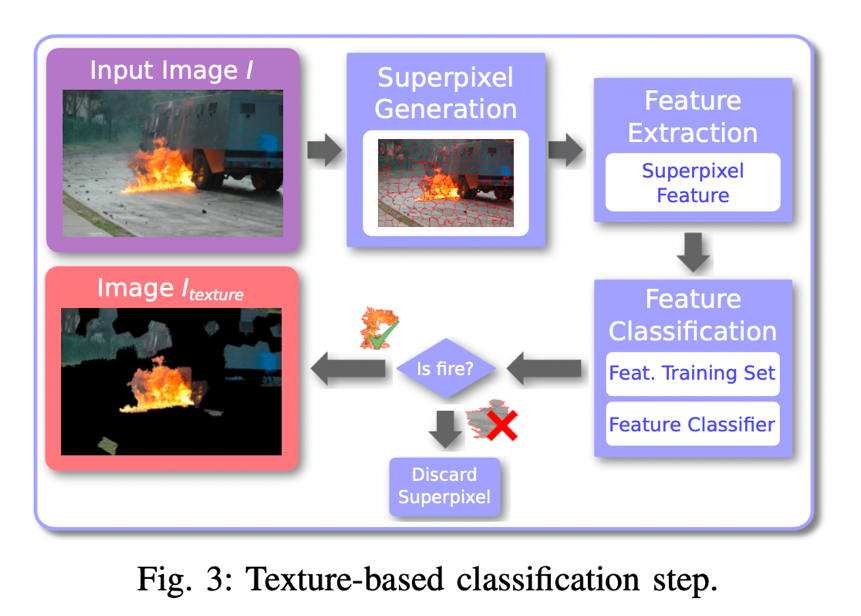 Input Image I
Superpixel
Generation
Feature
Extraction
Superpixel
Feature
Image I_texture
Is fire?
Feature
Classification
Feat. Training Set
Feature Classifier
Discard
Superpixel
Fig. 3: Texture-based classification step.